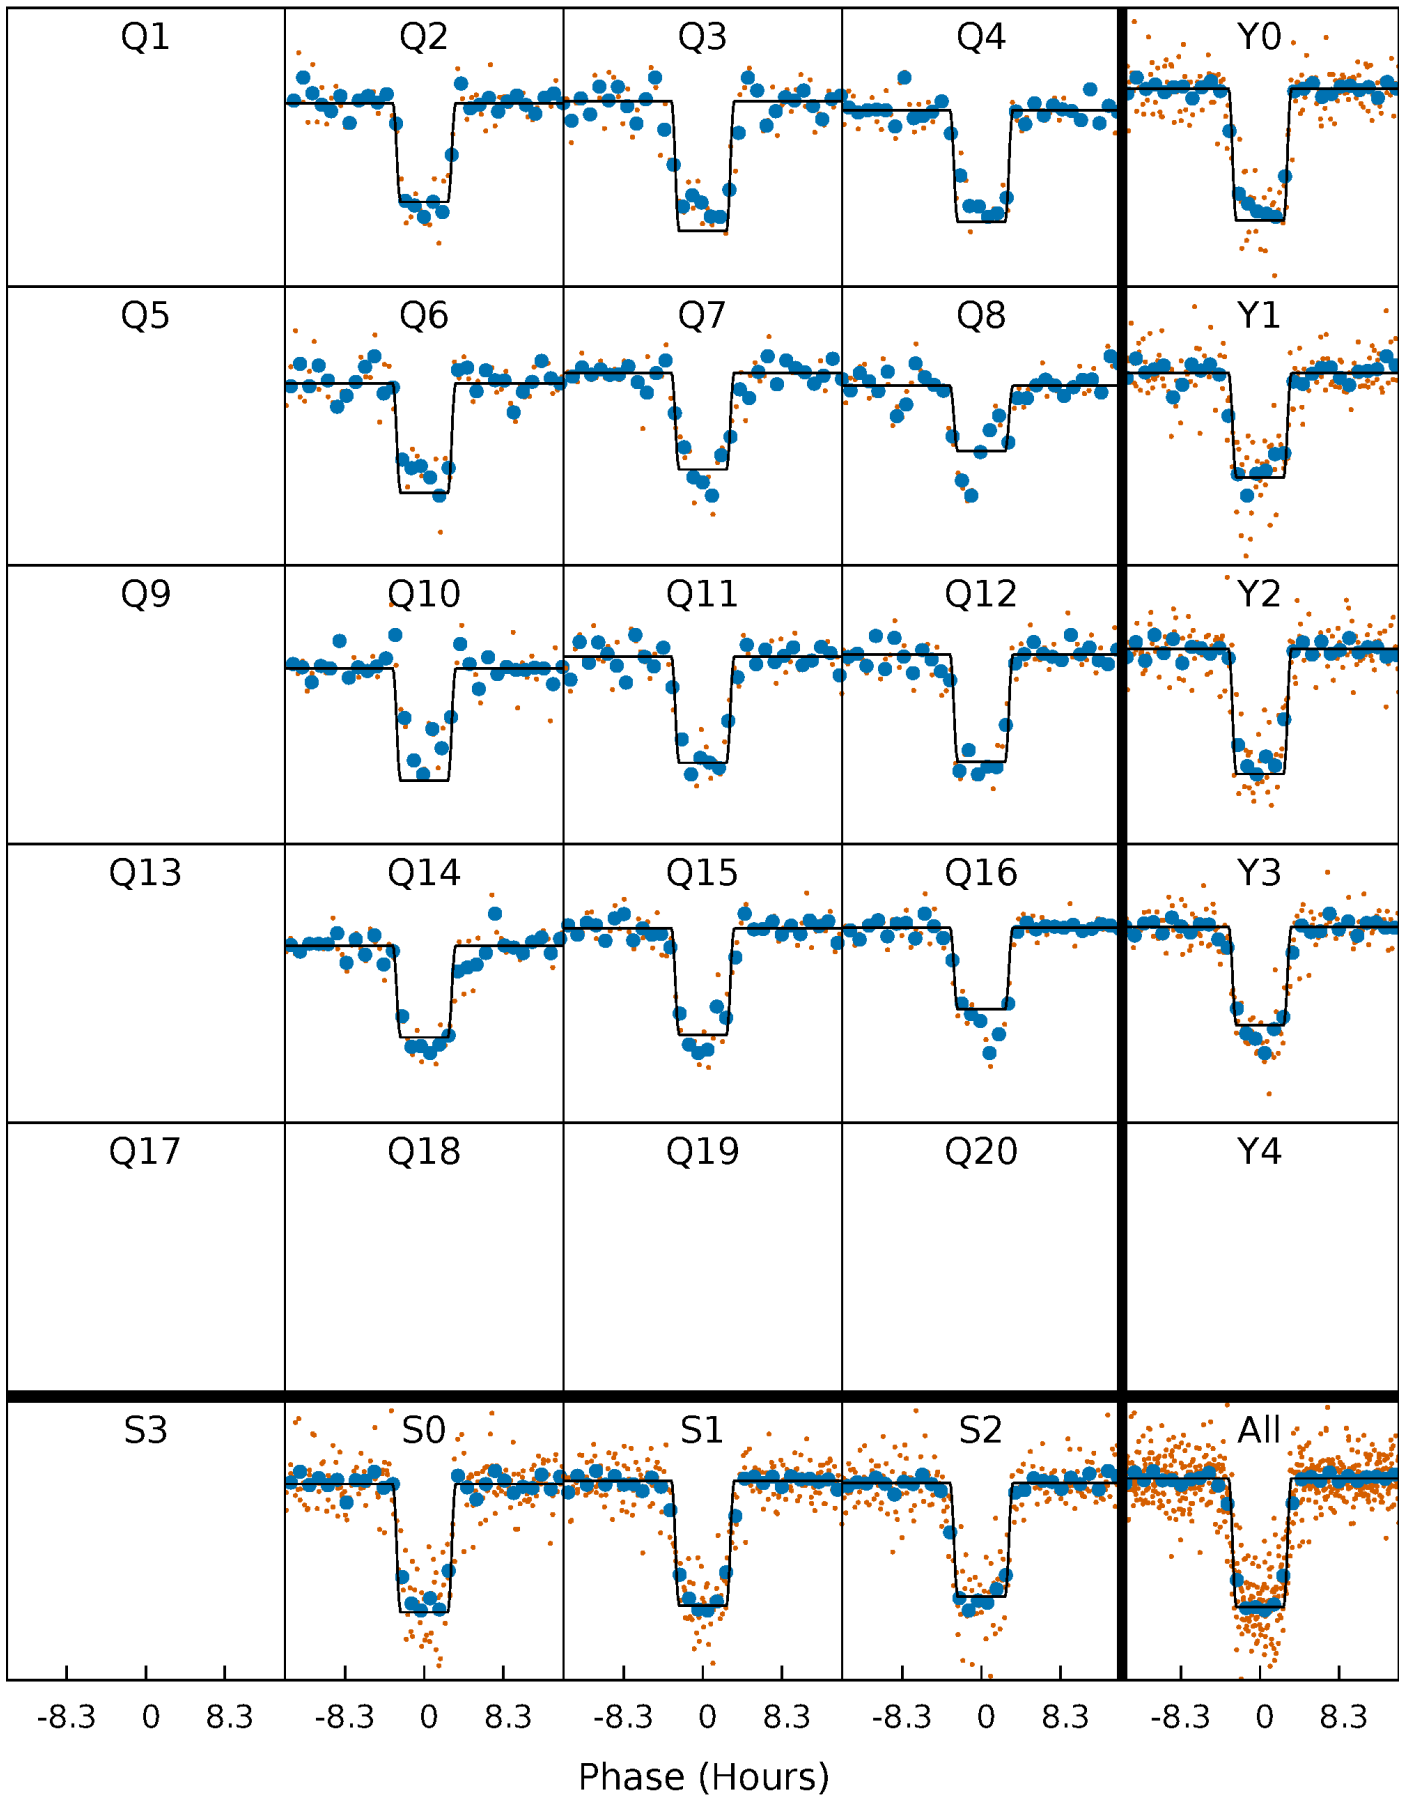 Q1 Q2 Q3 Q4 Y0
Q5 Q6 Q7 Q8 Y1
Q9 Q10 Q11 Q12 Y2
Q13 Q14 Q15 Q16 Y3
Q17 Q18 Q19 Q20 Y4
S3 S0 S1 S2 All
-8.3 0 8.3 -8.3 0 8.3 -8.3 0 8.3 -8.3 0 8.3 -8.3 0 8.3
Phase (Hours)